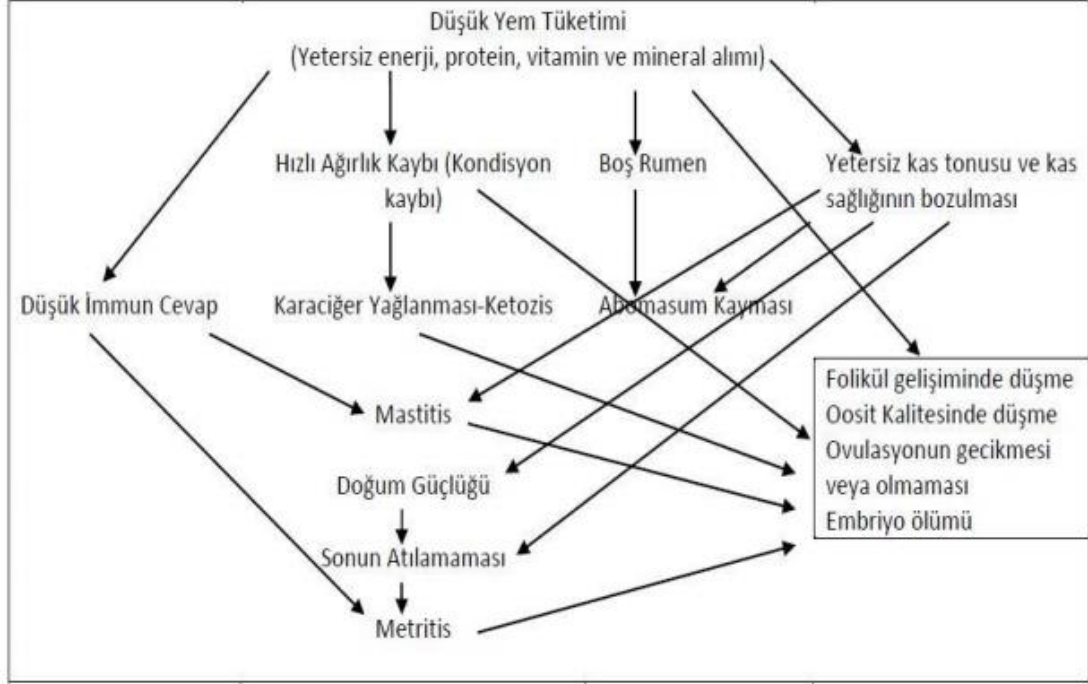 Düşük Yem Tüketimi
(Yetersiz enerji, protein, vitamin ve mineral alımı)
Hızlı Ağırlık Kaybı (Kondisyon
kaybı)
Boş Rumen
Yetersiz kas tonusu ve kas
sağlığının bozulması
Düşük İmmun Cevap
Karaciğer Yağlanması-Ketozis
Abomasum Kayması
Folikül gelişiminde düşme
Oosit Kalitesinde düşme
Ovulasyonun gecikmesi
veya olmaması
Embriyo ölümü
Mastitis
Doğum Güçlüğü
Sonun Atılamaması
Metritis